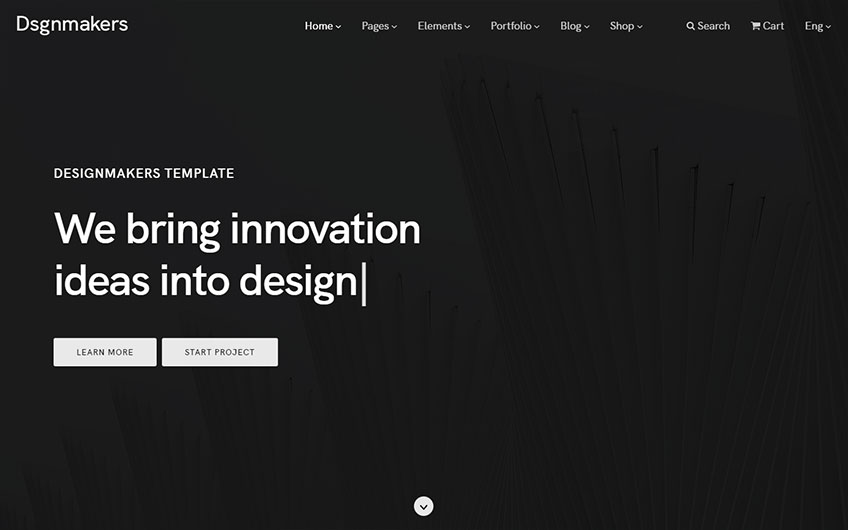 Dsgnmakers
Home Pages Elements Portfolio Blog Shop Search Cart Eng
DESIGNMAKERS TEMPLATE
We bring innovation
ideas into design|
LEARN MORE START PROJECT